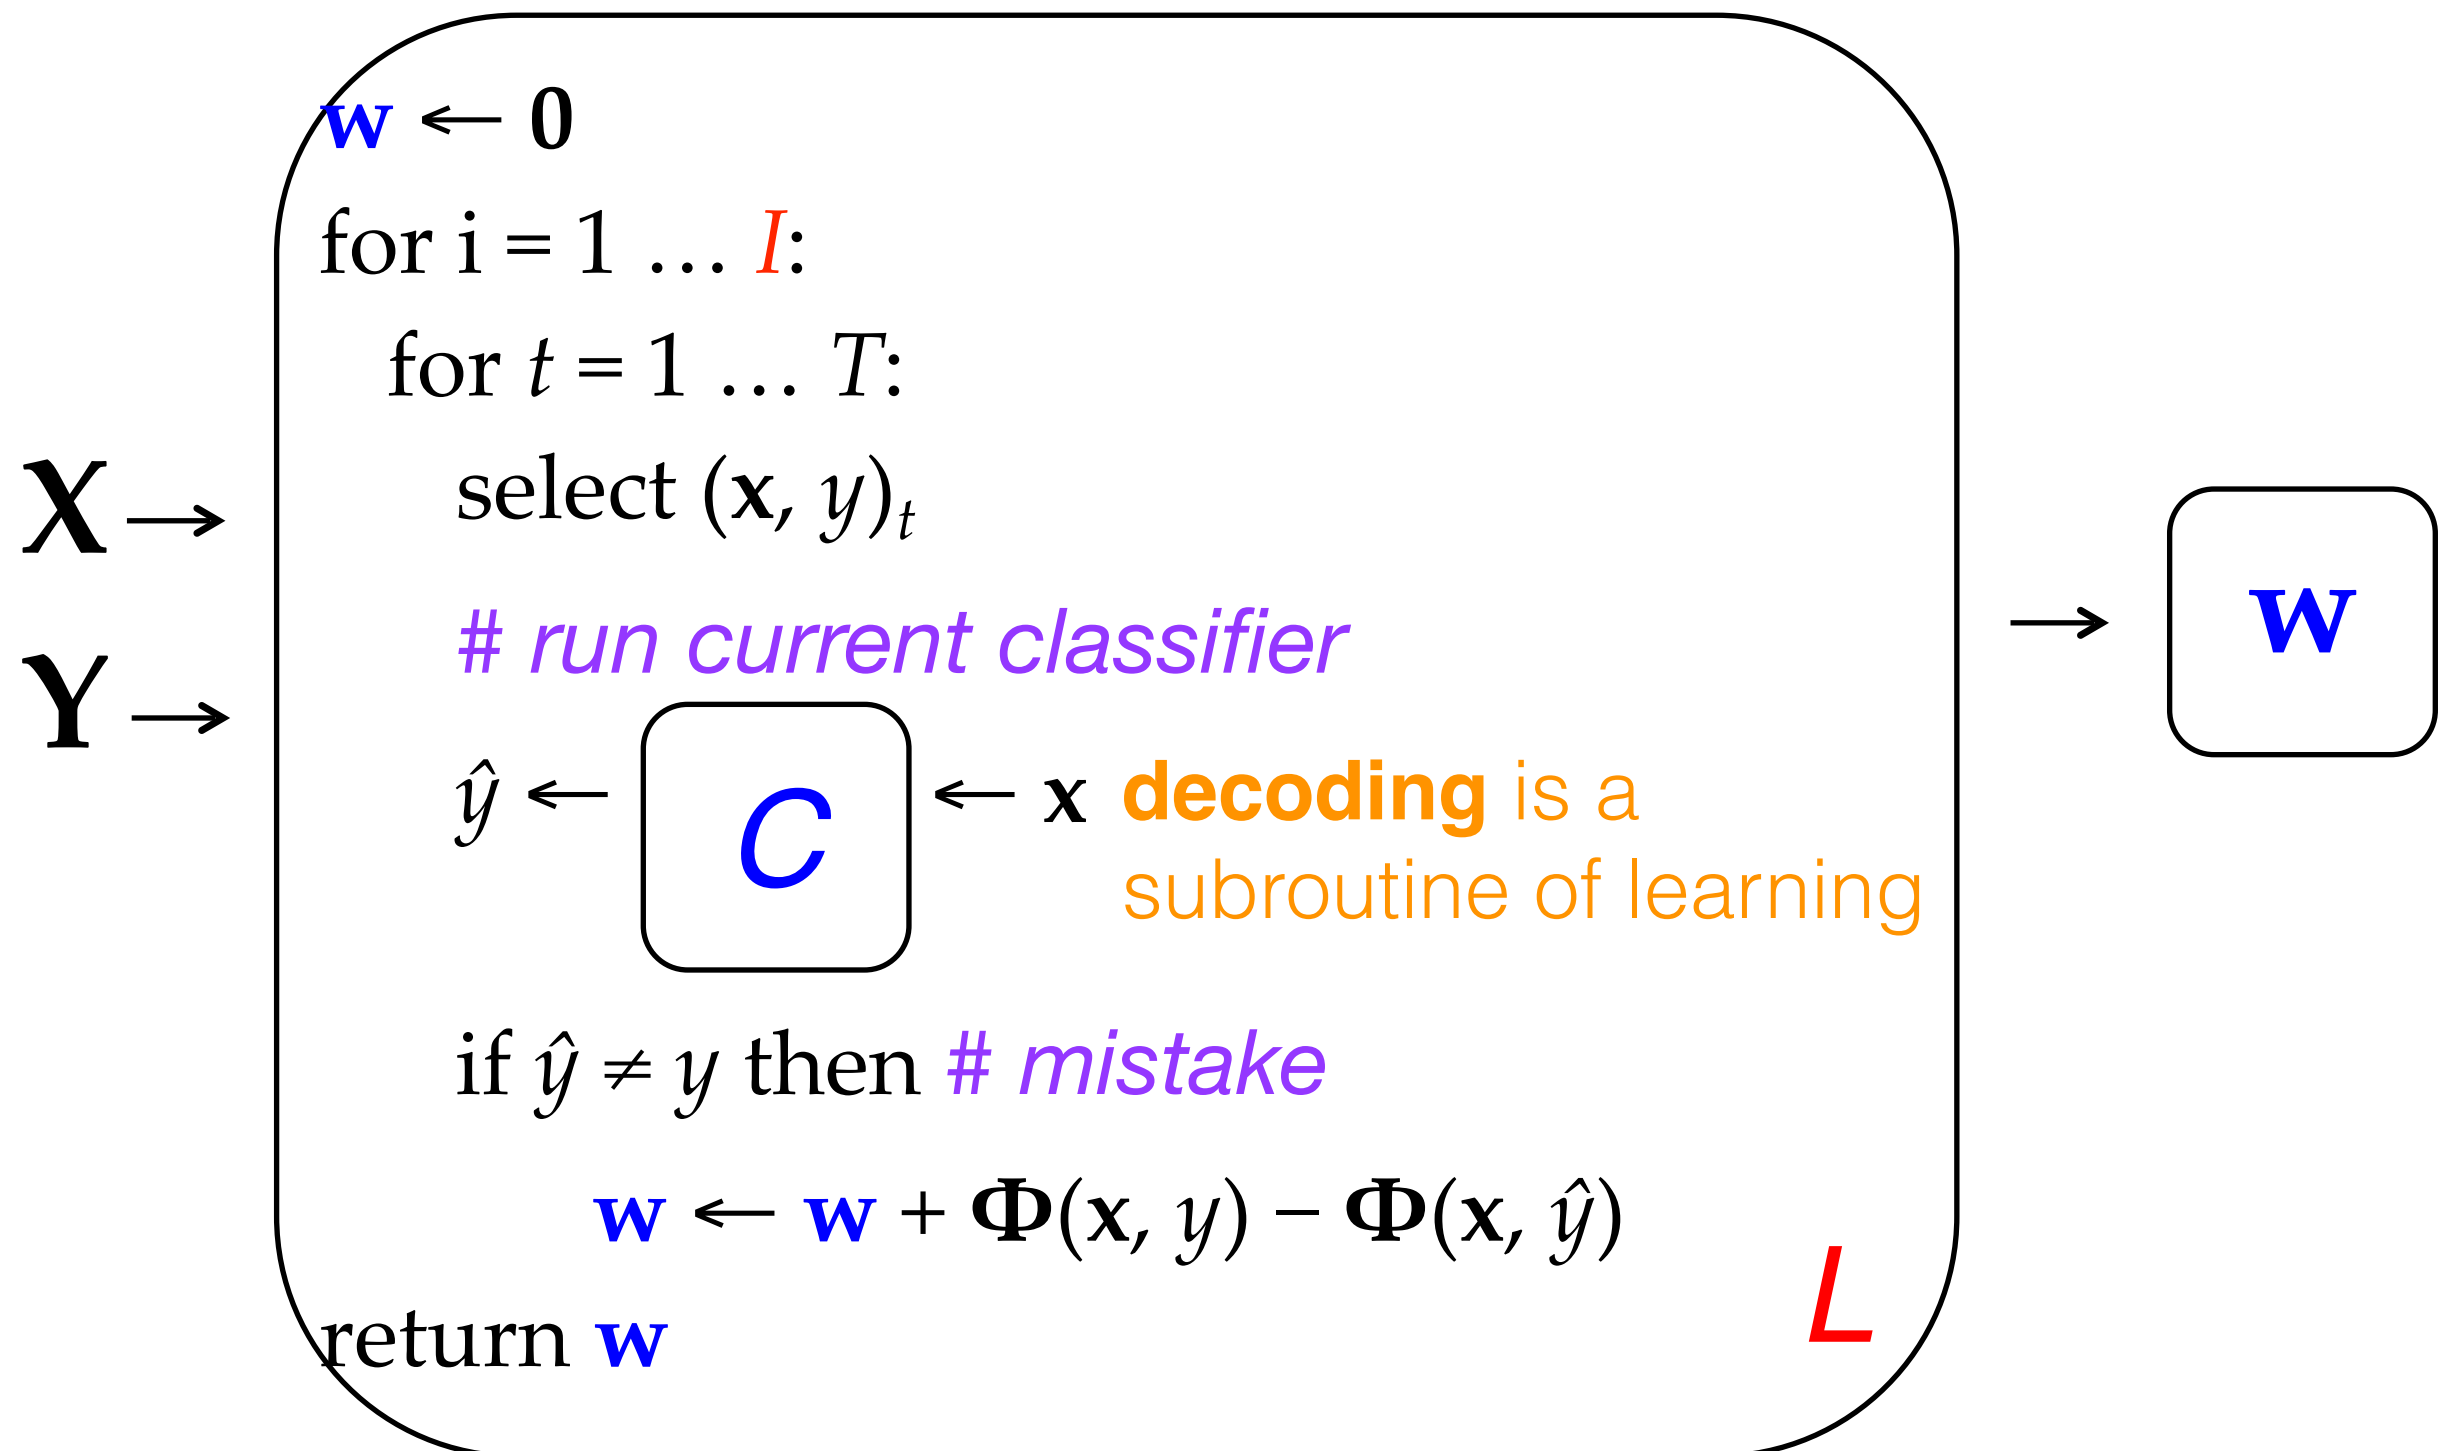 w ← 0
for i = 1 … I:
for t = 1 … T:
select (x, y)t
X →
# run current classifier
→ w
Y →
ŷ ← C ← x decoding is a
subroutine of learning
if ŷ ≠ y then # mistake
w ← w + Φ(x, y) − Φ(x, ŷ)
L
return w